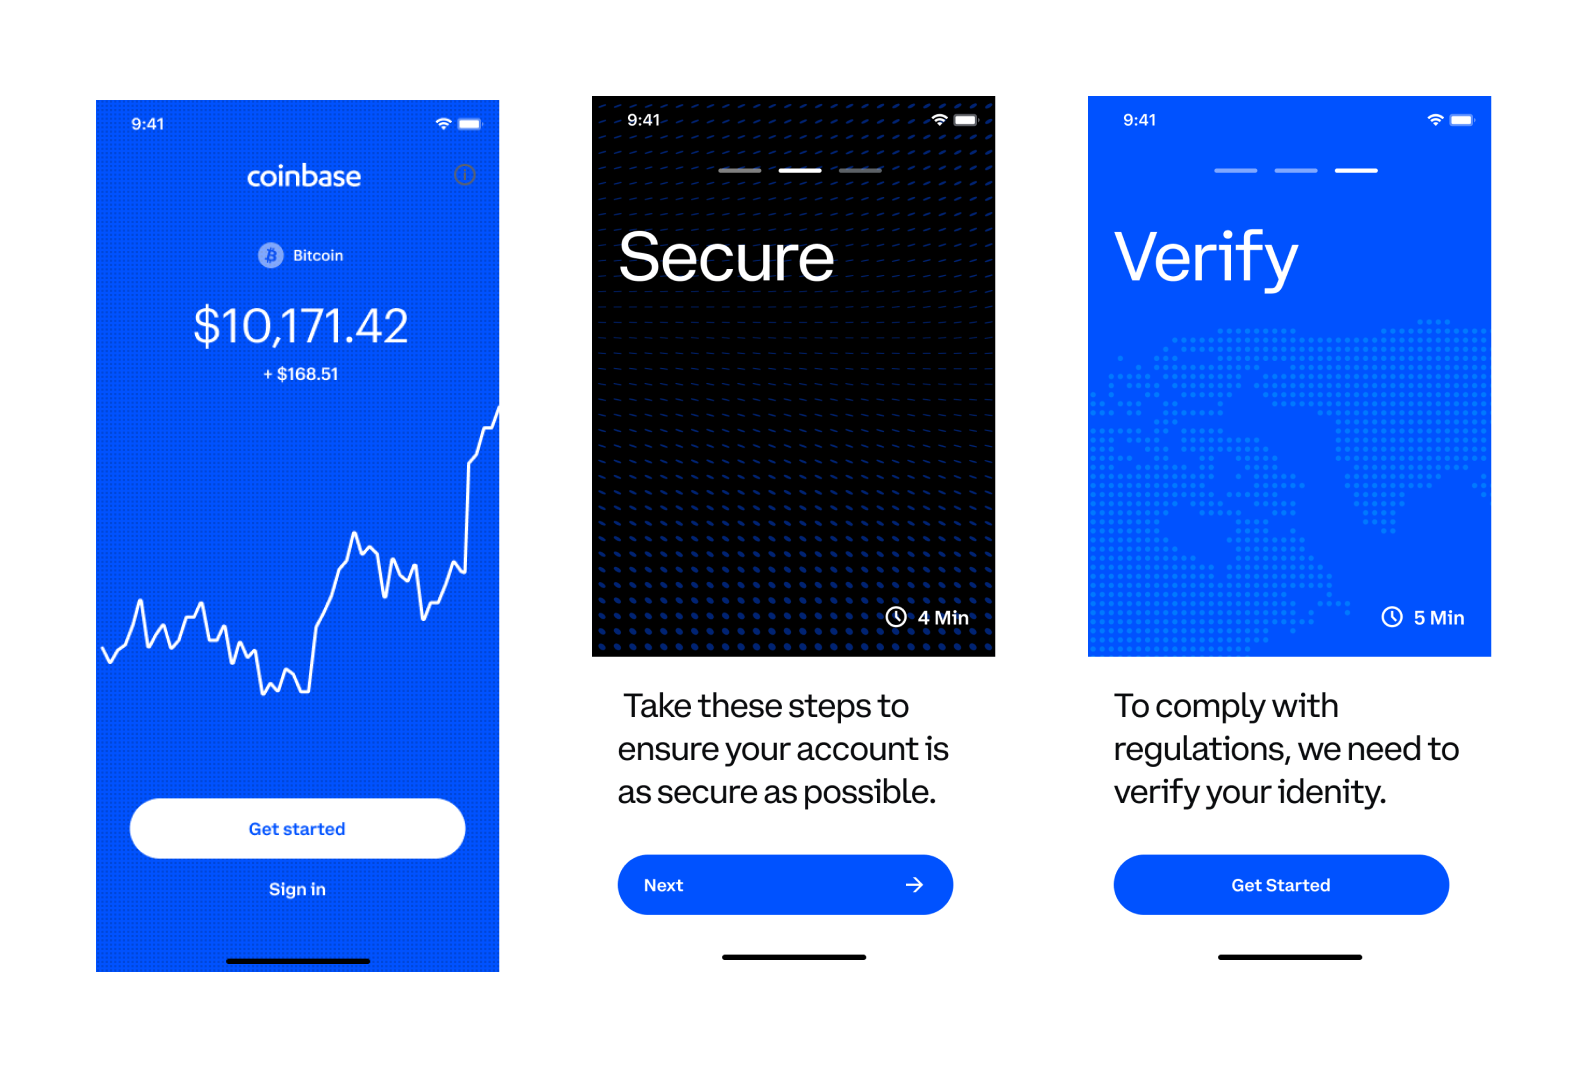 9:41
coinbase
Bitcoin
$10,171.42
+ $168.51
Get started
Sign in
9:41
Secure
4 Min
Take these steps to
ensure your account is
as secure as possible.
Next
9:41
Verify
5 Min
To comply with
regulations, we need to
verify your idenity.
Get Started